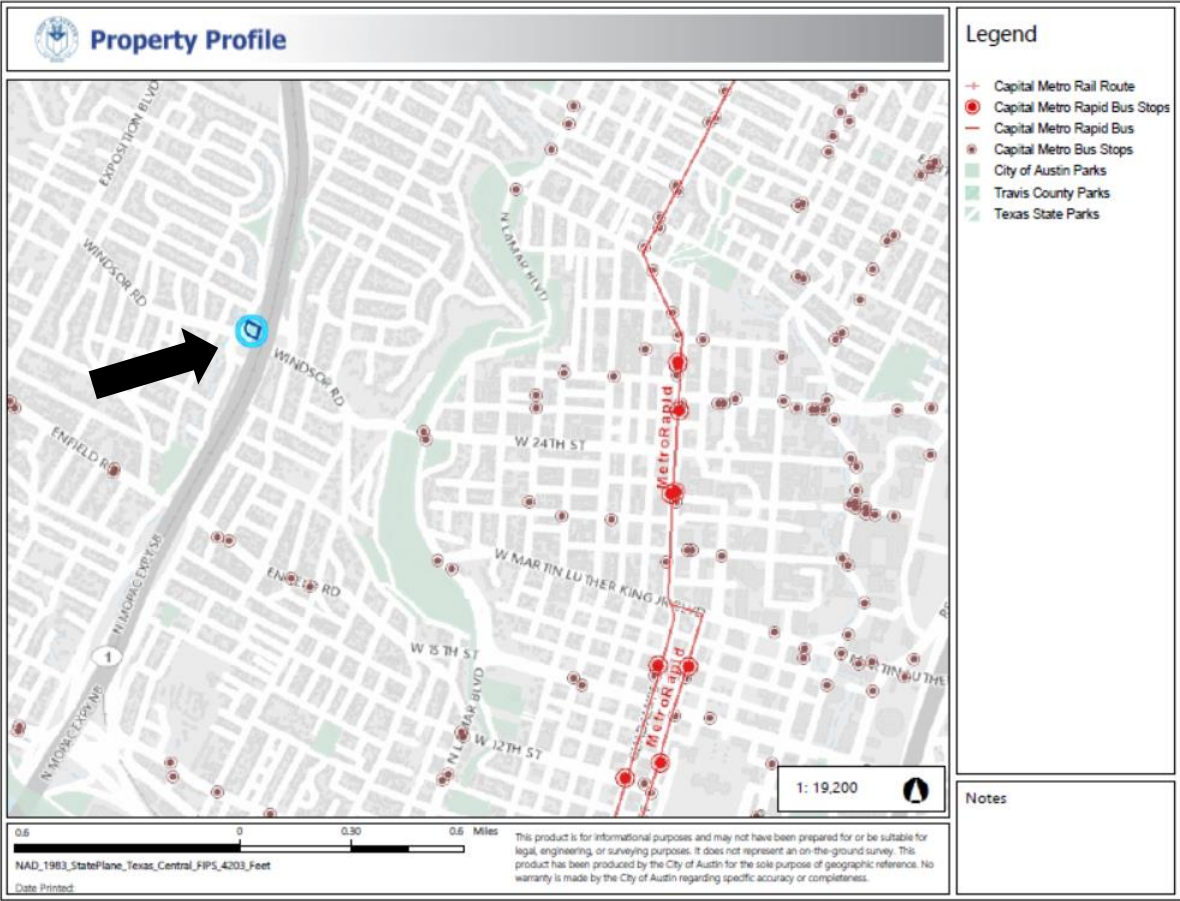 Property Profile
EXPOSITION BLVD
WINDSOR RD
N LAMAR BLVD
WINDSOR RD
MetroRapid
ENFIELD RD
W 24TH ST
N MOPAC EXPY SB
ENFIELD RD
W MARTIN LUTHER KING JR BLVD
W 15TH ST
1
MetroRapid
N MOPAC EXPY NB
N LAMAR BLVD
W 12TH ST
1: 19,200
Legend
Capital Metro Rail Route
Capital Metro Rapid Bus Stops
Capital Metro Rapid Bus
Capital Metro Bus Stops
City of Austin Parks
Travis County Parks
Texas State Parks
Notes
0.6 0 0.30 0.6 Miles
NAD_1983_StatePlane_Texas_Central_FIPS_4203_Feet
Date Printed:
This product is for informational purposes and may not have been prepared for or be suitable for
legal, engineering, or surveying purposes. It does not represent an on-the-ground survey. This
product has been produced by the City of Austin for the sole purpose of geographic reference. No
warranty is made by the City of Austin regarding specific accuracy or completeness.